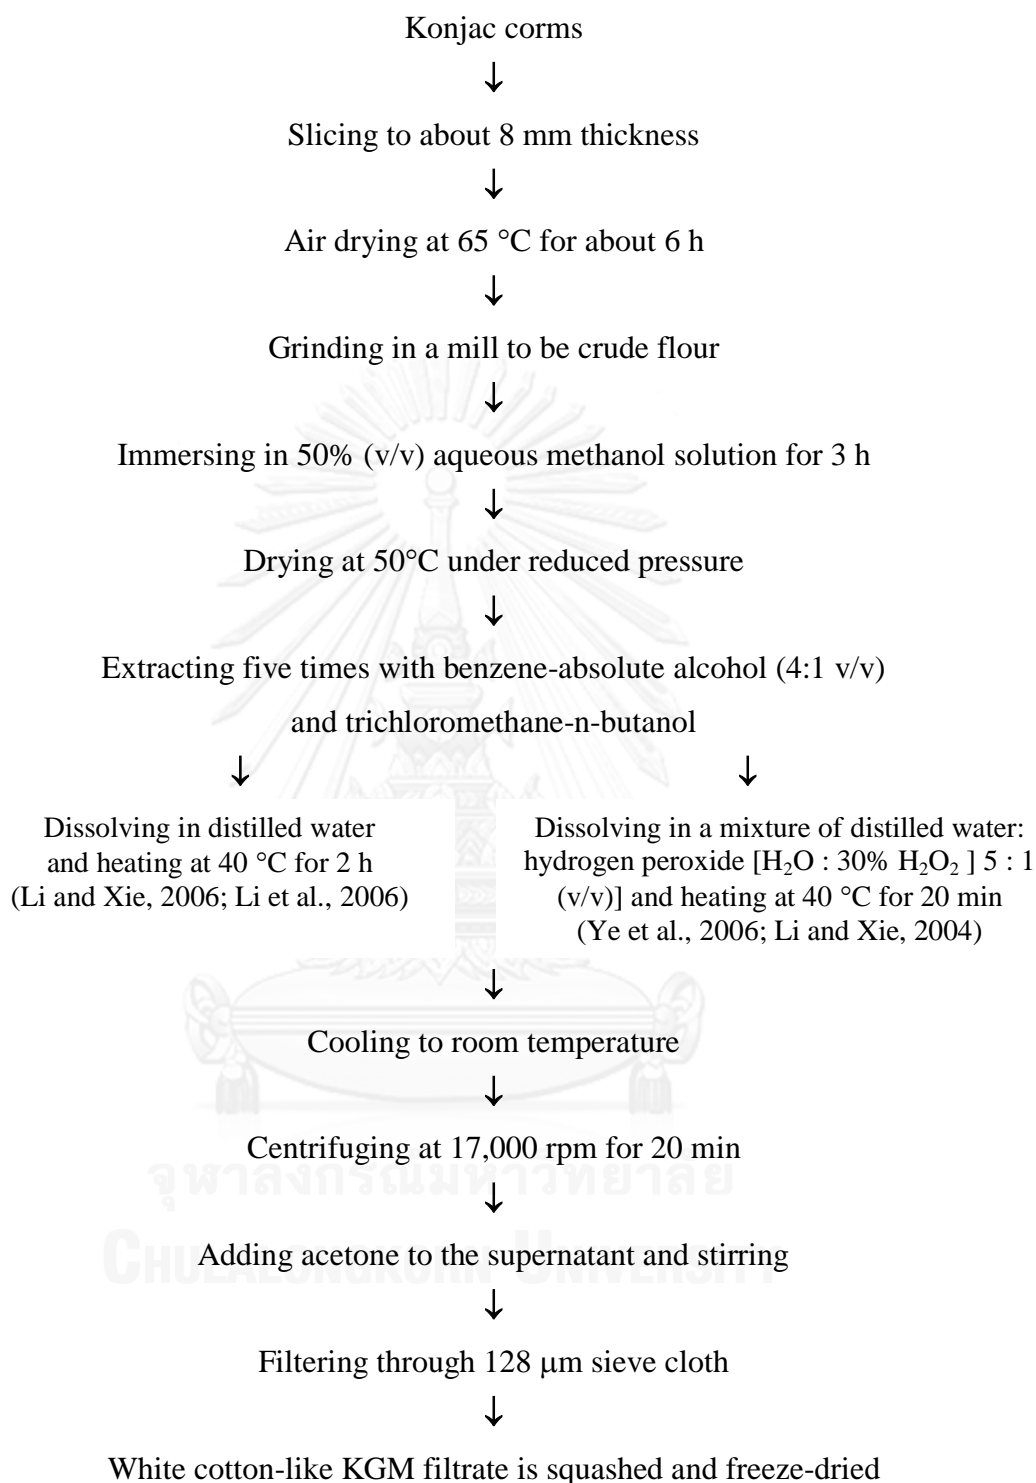 Konjac corms
↓
Slicing to about 8 mm thickness
↓
Air drying at 65 °C for about 6 h
↓
Grinding in a mill to be crude flour
↓
Immersing in 50% (v/v) aqueous methanol solution for 3 h
↓
Drying at 50°C under reduced pressure
↓
Extracting five times with benzene-absolute alcohol (4:1 v/v)
and trichloromethane-n-butanol
↓ ↓
Dissolving in distilled water
and heating at 40 °C for 2 h
(Li and Xie, 2006; Li et al., 2006)
Dissolving in a mixture of distilled water:
hydrogen peroxide [H₂O : 30% H₂O₂ ] 5 : 1
(v/v)] and heating at 40 °C for 20 min
(Ye et al., 2006; Li and Xie, 2004)
↓
Cooling to room temperature
↓
Centrifuging at 17,000 rpm for 20 min
↓
จุฬาลงกรณ์มหาวิทยาลัย
Adding acetone to the supernatant and stirring
CHULALONGKORN UNIVERSITY
↓
Filtering through 128 μm sieve cloth
↓
White cotton-like KGM filtrate is squashed and freeze-dried